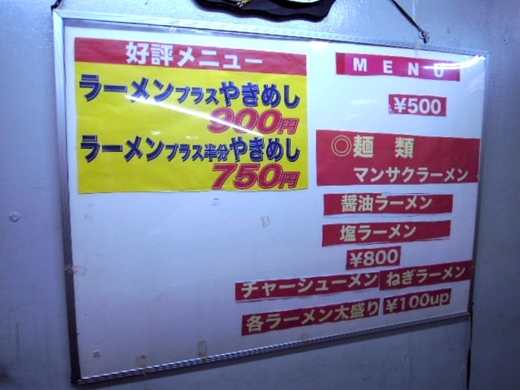 好評メニュー
ラーメンプラスやきめし
900円
ラーメンプラス半分やきめし
750円
MENU
¥500
◎麺類
マンサクラーメン
醤油ラーメン
塩ラーメン
¥800
チャーシューメン ねぎラーメン
各ラーメン大盛り ¥100up